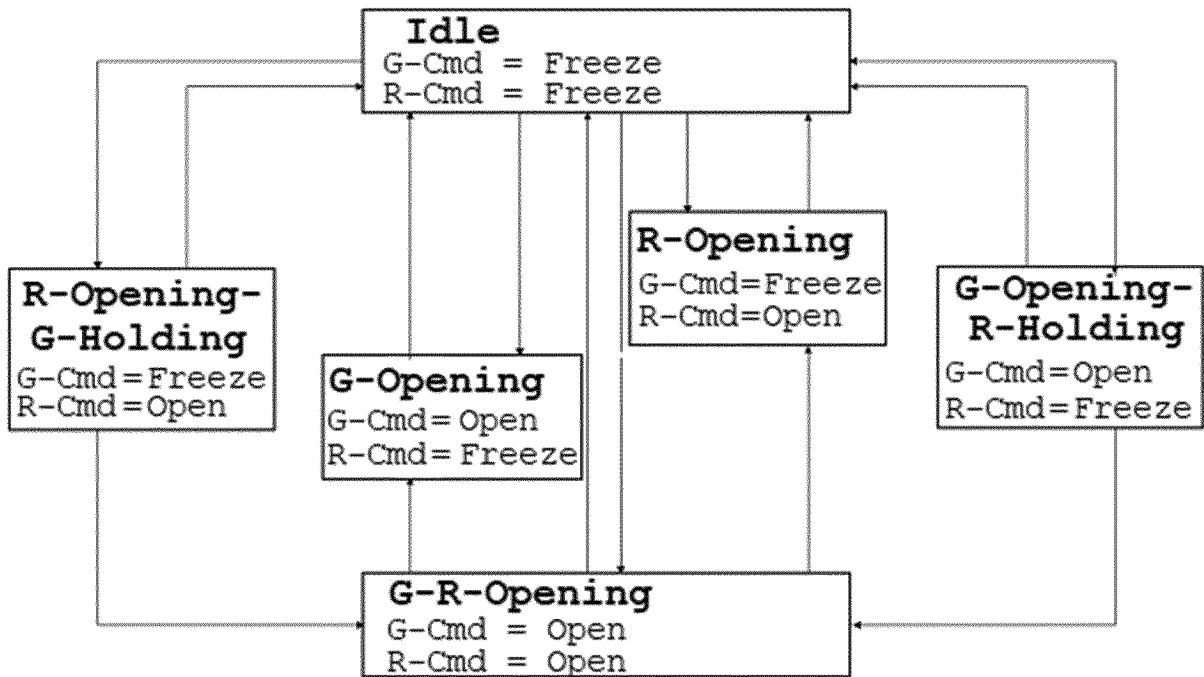 Idle
G-Cmd = Freeze
R-Cmd = Freeze
R-Opening
G-Cmd=Freeze
R-Cmd=Open
R-Opening-
G-Holding
G-Cmd=Freeze
R-Cmd=Open
G-Opening-
R-Holding
G-Cmd=Open
R-Cmd=Freeze
G-Opening
G-Cmd=Open
R-Cmd=Freeze
G-R-Opening
G-Cmd = Open
R-Cmd = Open